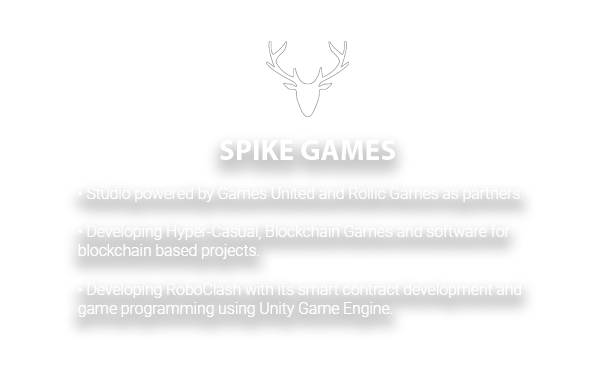 SPIKE GAMES
• Studio powered by Games United and Rollic Games as partners.
• Developing Hyper-Casual, Blockchain Games and software for
blockchain based projects.
• Developing RoboClash with its smart contract development and
game programming using Unity Game Engine.